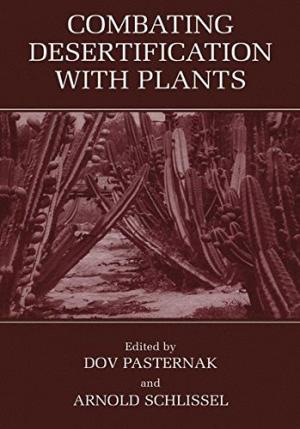 COMBATING
DESERTIFICATION
WITH PLANTS
Edited by
DOV PASTERNAK
and
ARNOLD SCHLISSEL